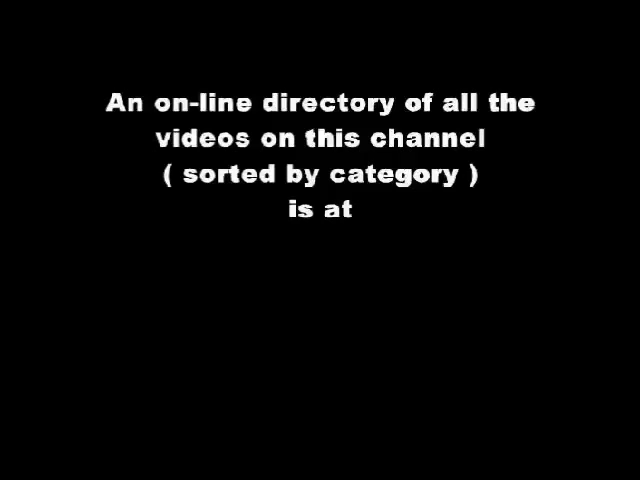 An on-line directory of all the
videos on this channel
( sorted by category )
is at